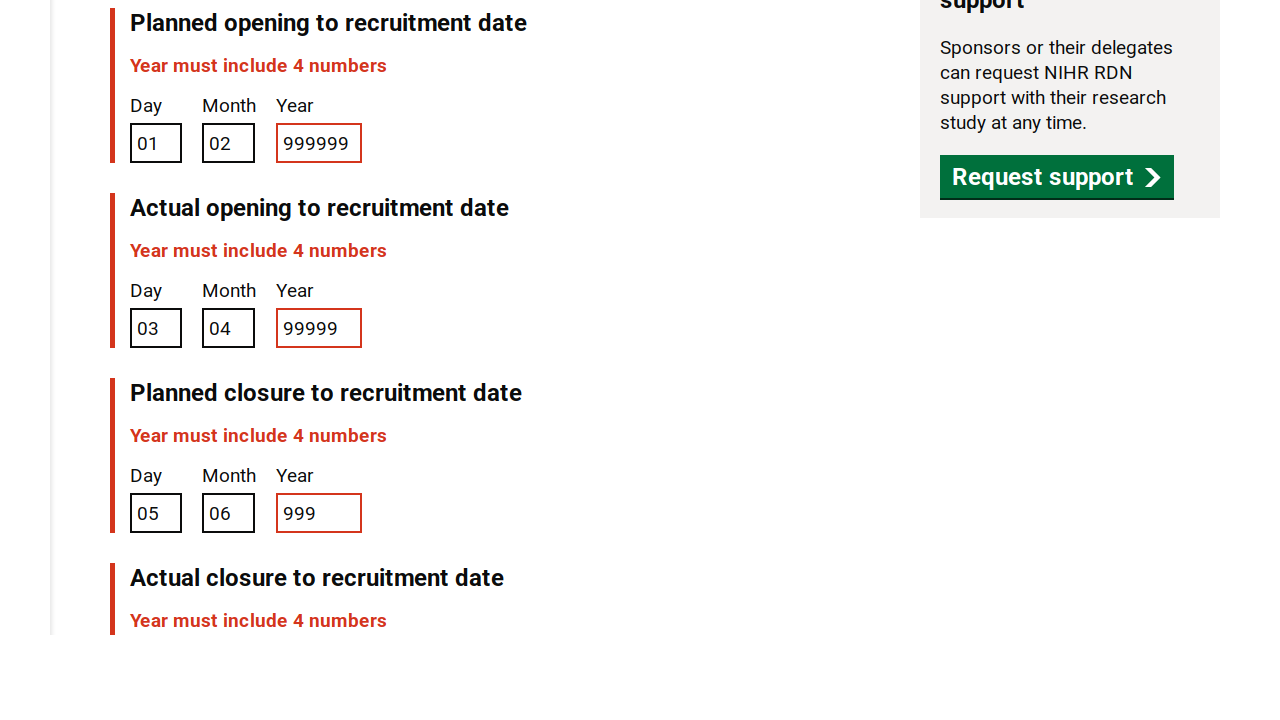 Planned opening to recruitment date
Year must include 4 numbers
Day Month Year
01 02 999999
Actual opening to recruitment date
Year must include 4 numbers
Day Month Year
03 04 99999
Planned closure to recruitment date
Year must include 4 numbers
Day Month Year
05 06 999
Actual closure to recruitment date
Year must include 4 numbers
support
Sponsors or their delegates
can request NIHR RDN
support with their research
study at any time.
Request support